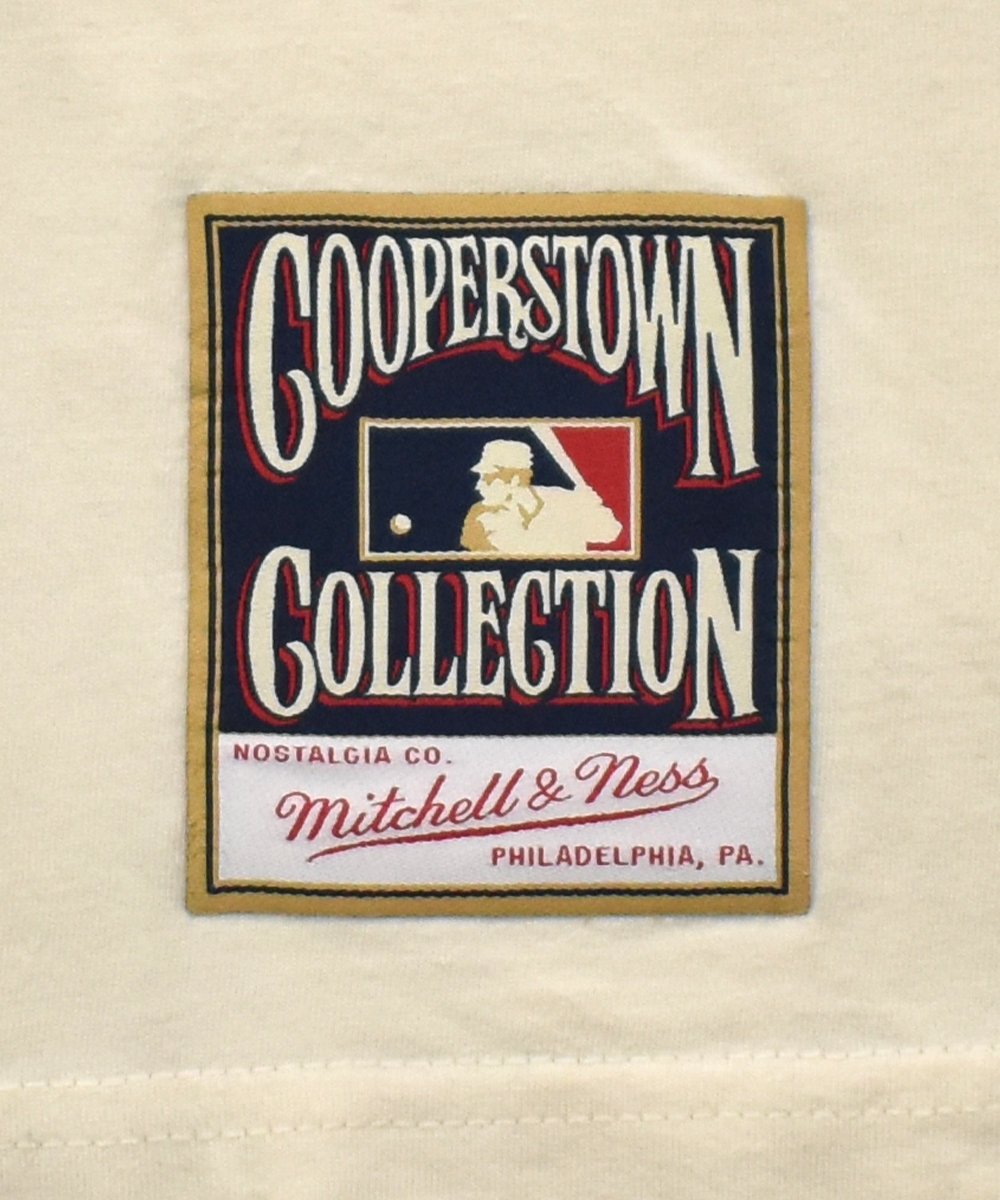 COOPERSTOWN
COLLECTION
NOSTALGIA CO.
Mitchell & Ness
PHILADELPHIA, PA.